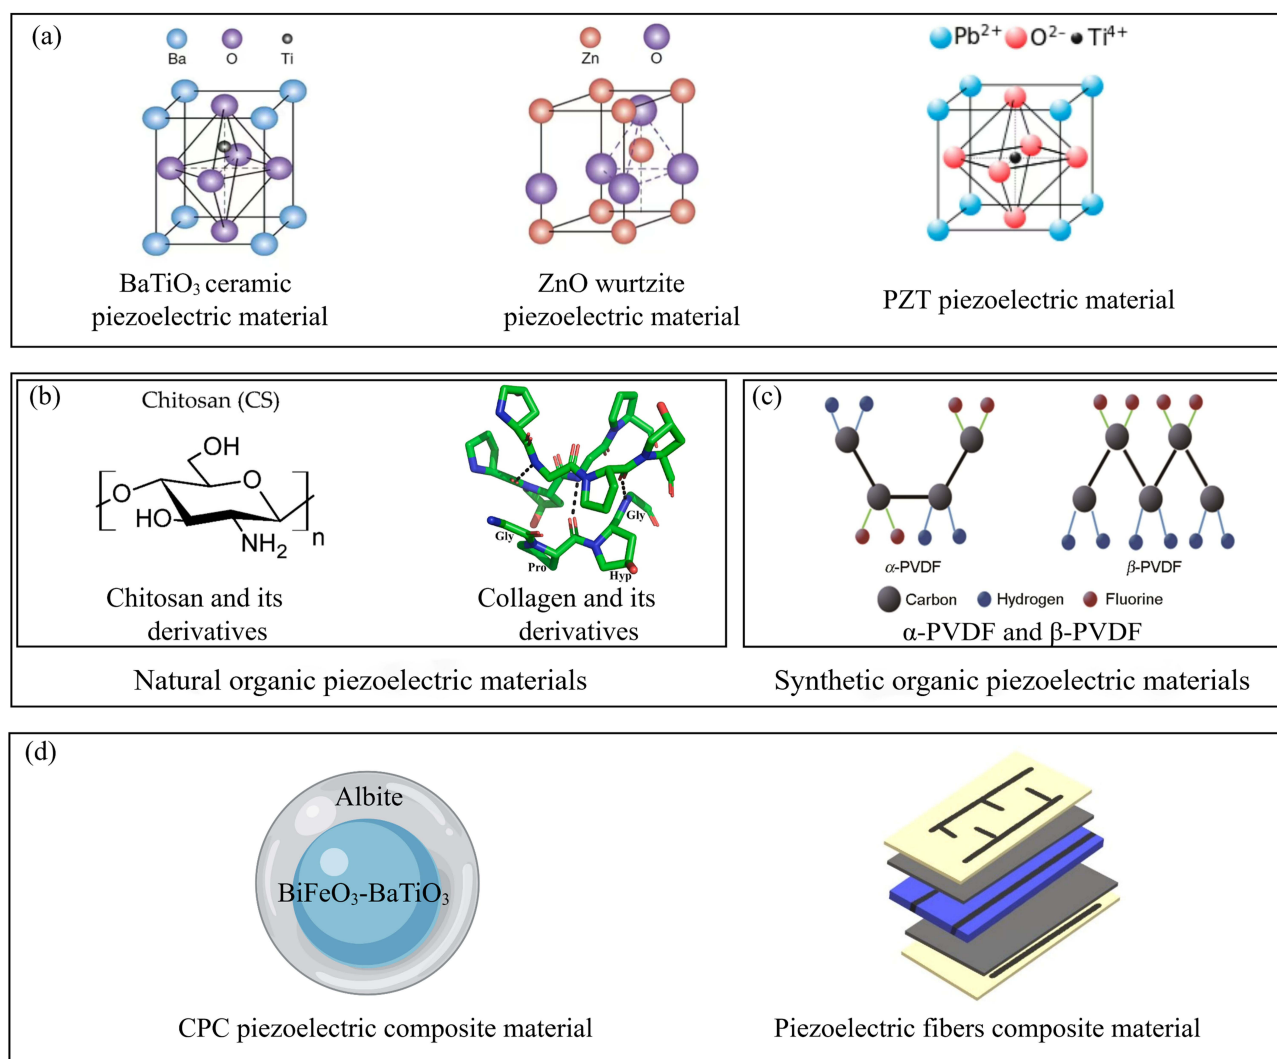 (a)
Ba O Ti
Zn O
Pb²⁺ O²⁻ Ti⁴⁺
BaTiO₃ ceramic
piezoelectric material
ZnO wurtzite
piezoelectric material
PZT piezoelectric material
(b)
Chitosan (CS)
OH
O
O
HO
NH₂
n
Gly
Pro
Hyp
Gly
Chitosan and its
derivatives
Collagen and its
derivatives
Natural organic piezoelectric materials
(c)
α-PVDF
β-PVDF
Carbon Hydrogen Fluorine
α-PVDF and β-PVDF
Synthetic organic piezoelectric materials
(d)
Albite
BiFeO₃-BaTiO₃
CPC piezoelectric composite material
Piezoelectric fibers composite material